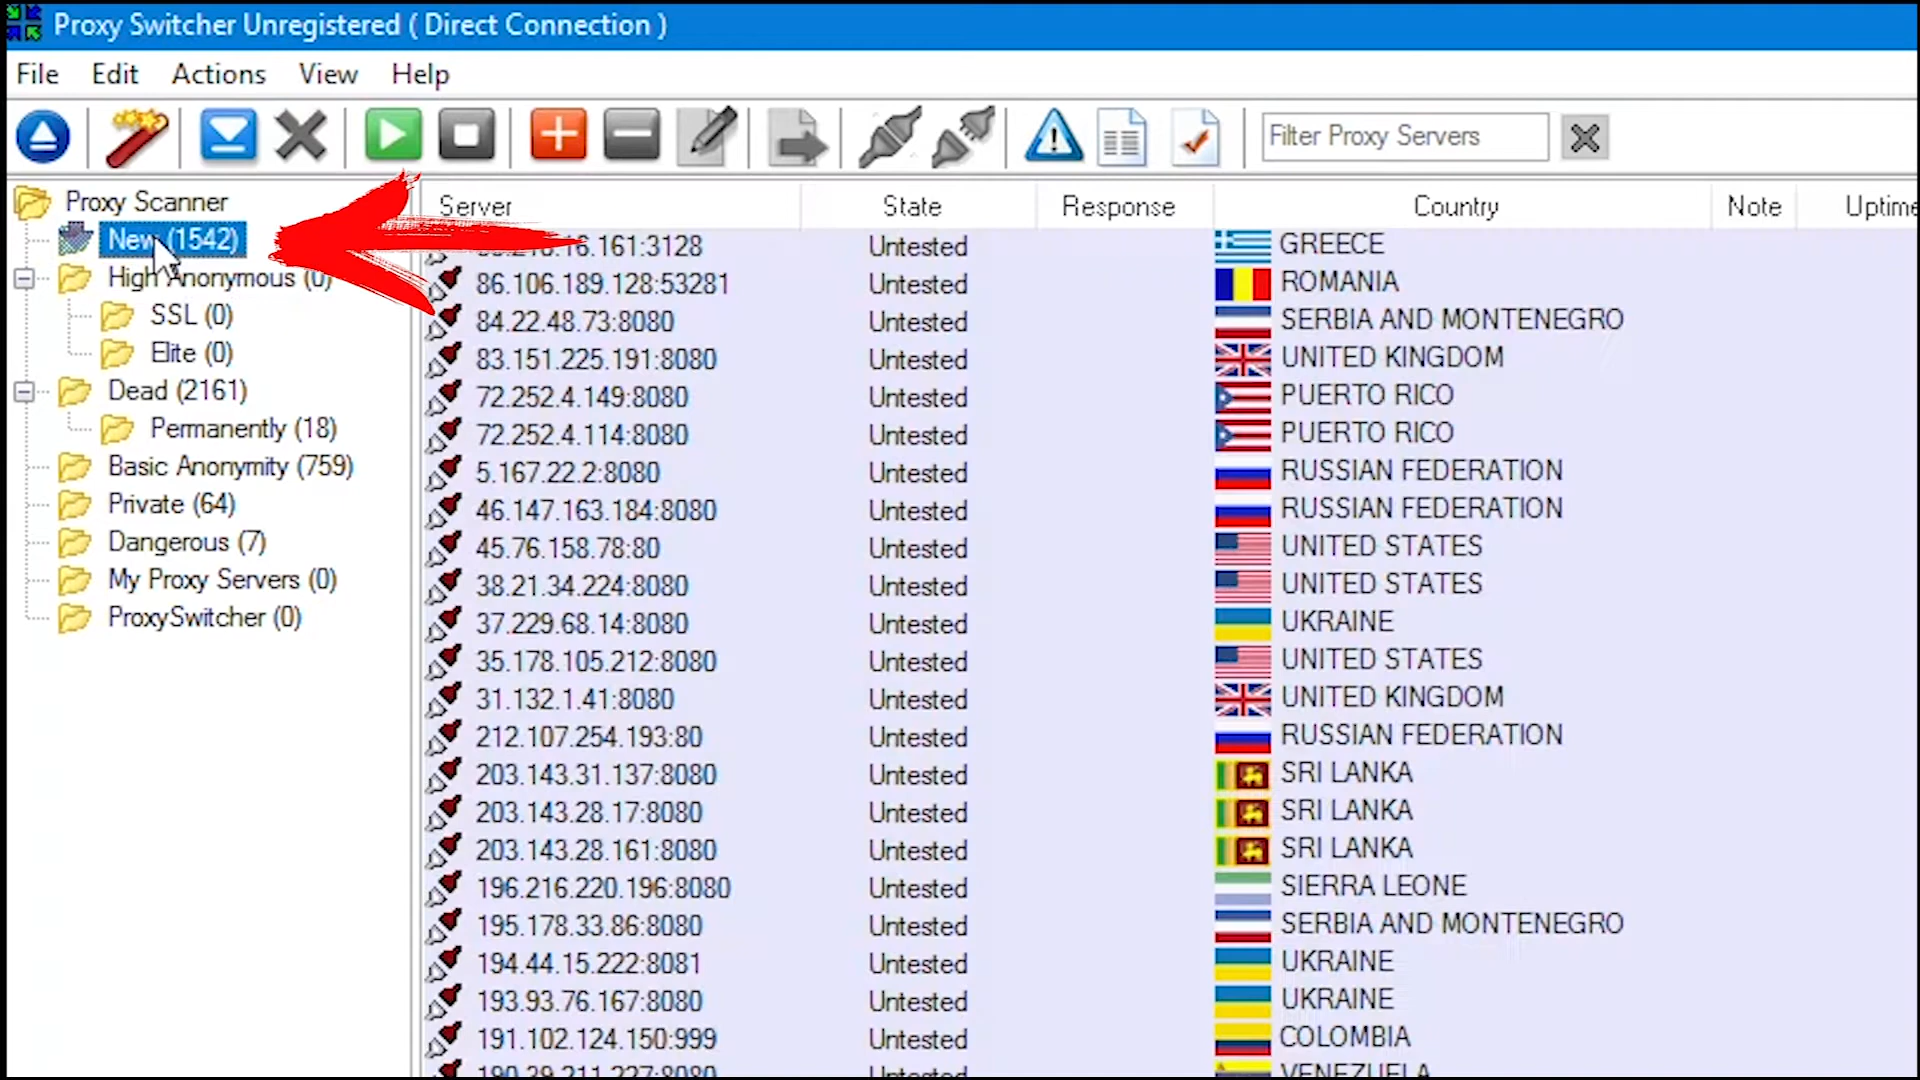 Proxy Switcher Unregistered ( Direct Connection )
File Edit Actions View Help
Filter Proxy Servers
Proxy Scanner
New (1542)
High Anonymous (0)
SSL (0)
Elite (0)
Dead (2161)
Permanently (18)
Basic Anonymity (759)
Private (64)
Dangerous (7)
My Proxy Servers (0)
ProxySwitcher (0)
Server State Response Country Note Uptime
16.161:3128 Untested GREECE
86.106.189.128:53281 Untested ROMANIA
84.22.48.73:8080 Untested SERBIA AND MONTENEGRO
83.151.225.191:8080 Untested UNITED KINGDOM
72.252.4.149:8080 Untested PUERTO RICO
72.252.4.114:8080 Untested PUERTO RICO
5.167.22.2:8080 Untested RUSSIAN FEDERATION
46.147.163.184:8080 Untested RUSSIAN FEDERATION
45.76.158.78:80 Untested UNITED STATES
38.21.34.224:8080 Untested UNITED STATES
37.229.68.14:8080 Untested UKRAINE
35.178.105.212:8080 Untested UNITED STATES
31.132.1.41:8080 Untested UNITED KINGDOM
212.107.254.193:80 Untested RUSSIAN FEDERATION
203.143.31.137:8080 Untested SRI LANKA
203.143.28.17:8080 Untested SRI LANKA
203.143.28.161:8080 Untested SRI LANKA
196.216.220.196:8080 Untested SIERRA LEONE
195.178.33.86:8080 Untested SERBIA AND MONTENEGRO
194.44.15.222:8081 Untested UKRAINE
193.93.76.167:8080 Untested UKRAINE
191.102.124.150:999 Untested COLOMBIA
190.39.211.227:8080 Untested VENEZUELA